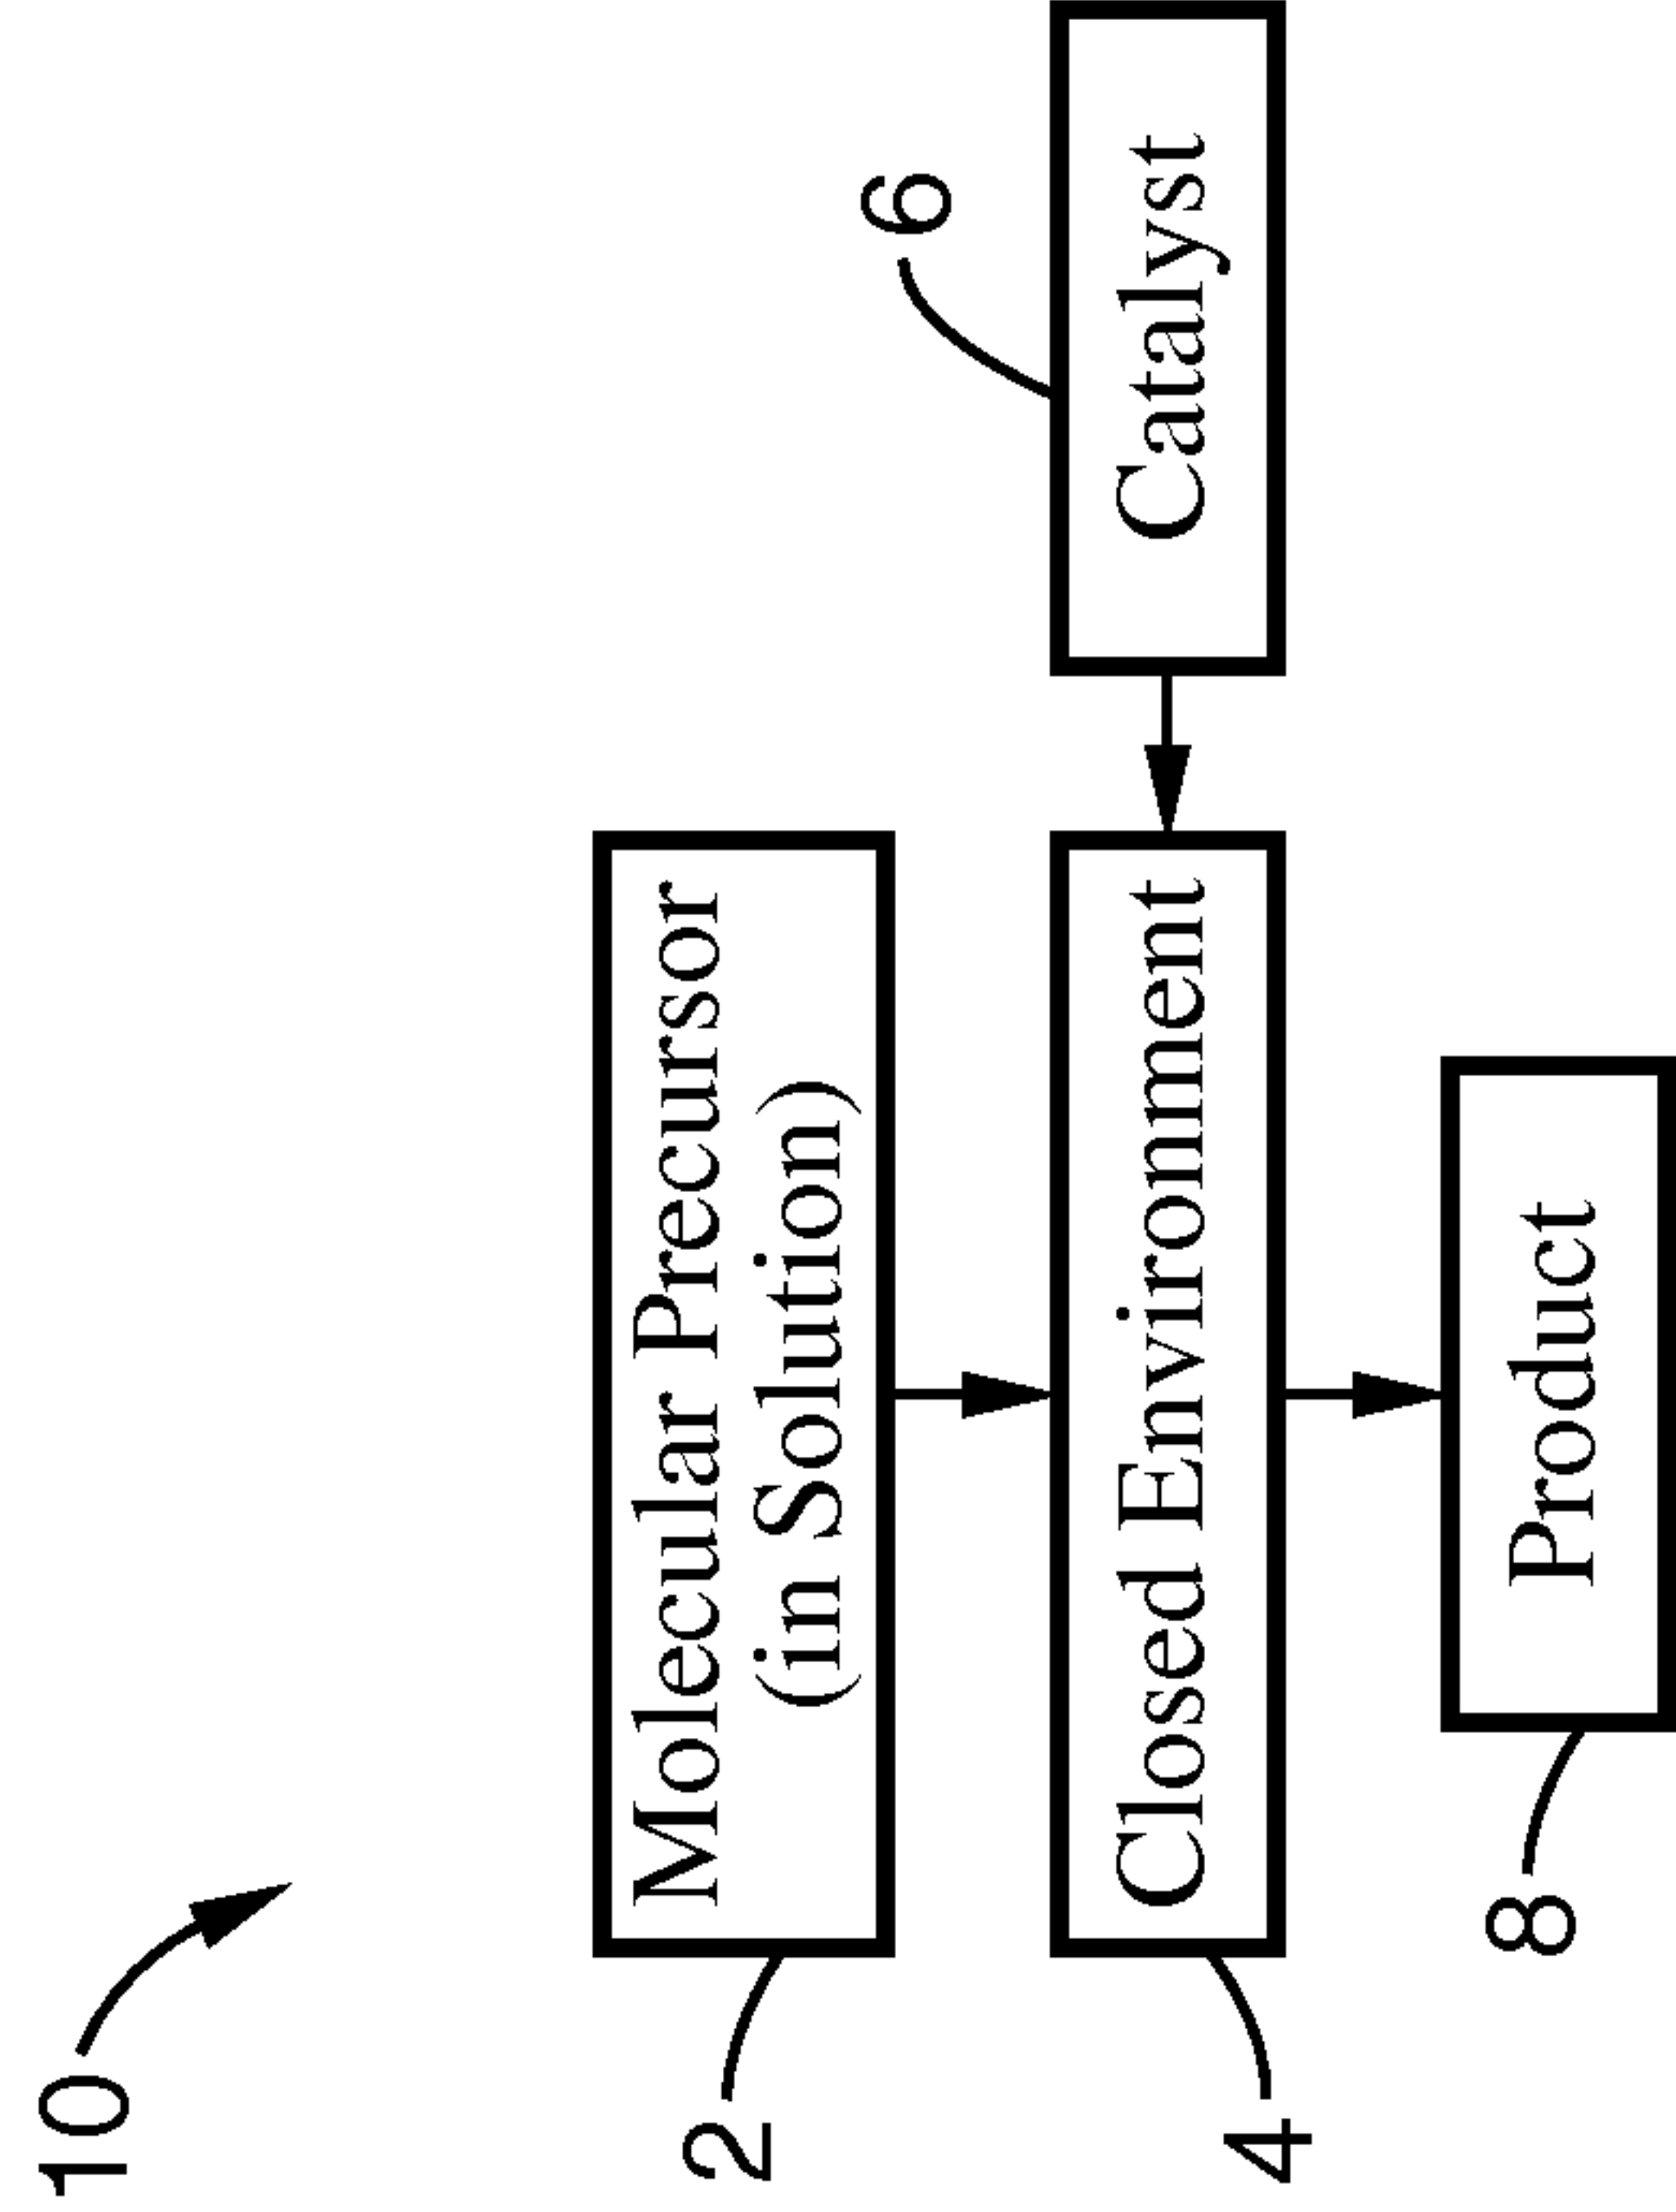 10
2
Molecular Precursor
(in Solution)
6
4
Closed Environment
Catalyst
8
Product